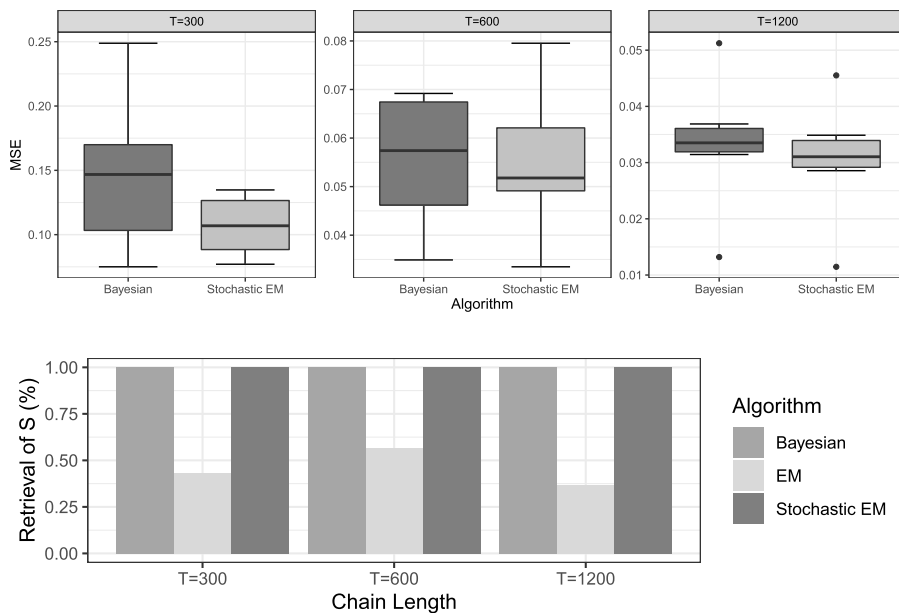 T=300
T=600
T=1200
MSE
0.25
0.20
0.15
0.10
0.08
0.07
0.06
0.05
0.04
0.05
0.04
0.03
0.02
0.01
Bayesian
Stochastic EM
Bayesian
Stochastic EM
Bayesian
Stochastic EM
Algorithm
Retrieval of S (%)
1.00
0.75
0.50
0.25
0.00
T=300
T=600
T=1200
Chain Length
Algorithm
Bayesian
EM
Stochastic EM